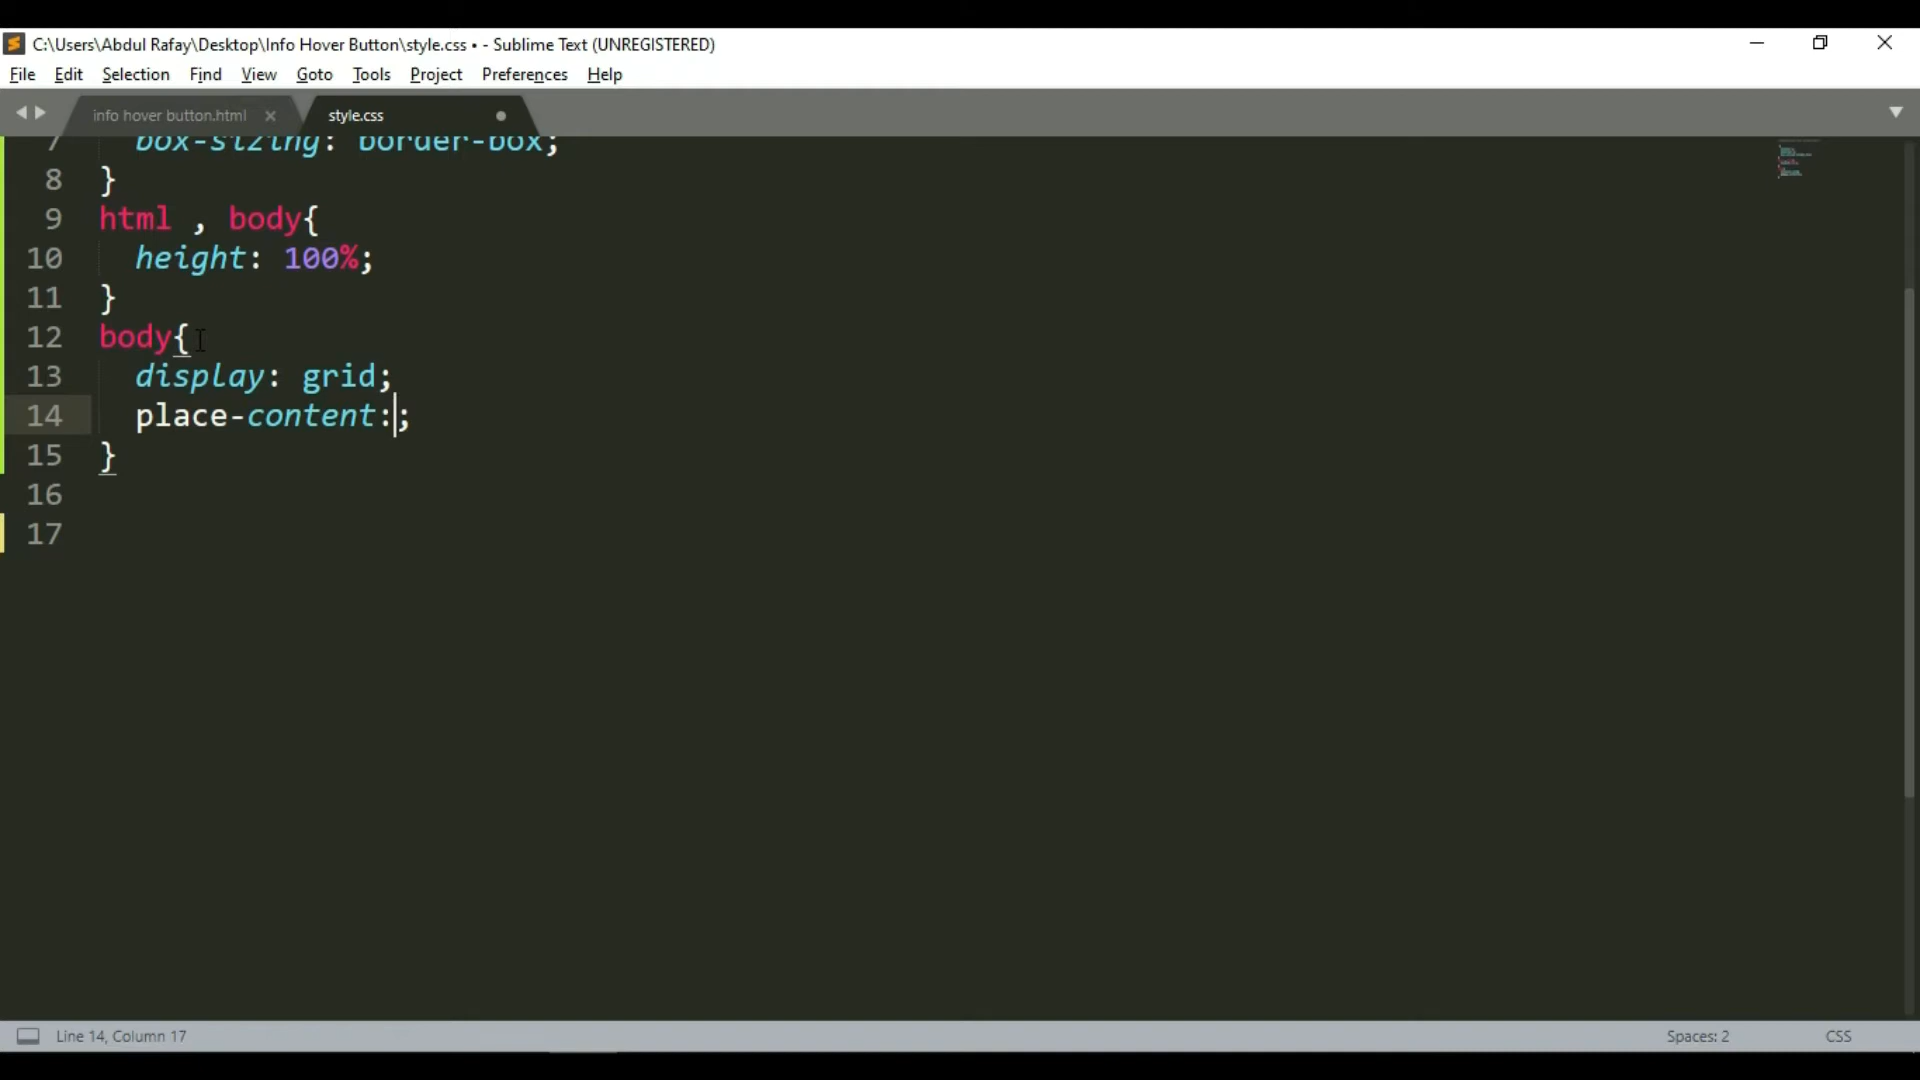 C:\Users\Abdul Rafay\Desktop\Info Hover Button\style.css • - Sublime Text (UNREGISTERED)
File Edit Selection Find View Goto Tools Project Preferences Help
info hover button.html × style.css
7 box-sizing: border-box;
8 }
9 html , body{
10 height: 100%;
11 }
12 body{
13 display: grid;
14 place-content:;
15 }
16
17
Line 14, Column 17 Spaces: 2 CSS